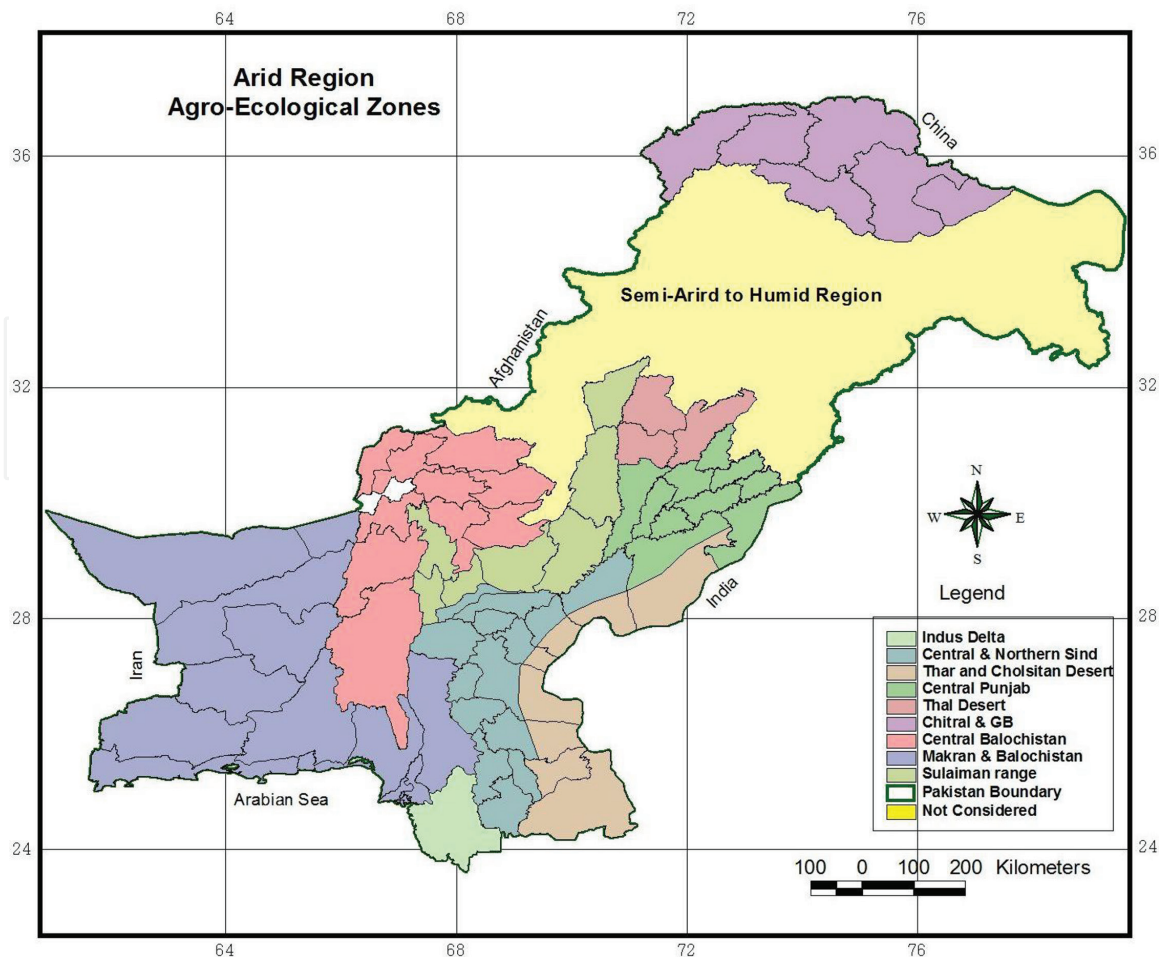 64
68
72
76
Arid Region
Agro-Ecological Zones
China
36
36
Semi-Arird to Humid Region
Afghanistan
32
32
N
W
E
S
India
Legend
28
28
Iran
Indus Delta
Central & Northern Sind
Thar and Cholsitan Desert
Central Punjab
Thal Desert
Chitral & GB
Central Balochistan
Makran & Balochistan
Sulaiman range
Pakistan Boundary
Not Considered
Arabian Sea
24
24
100 0 100 200 Kilometers
64
68
72
76